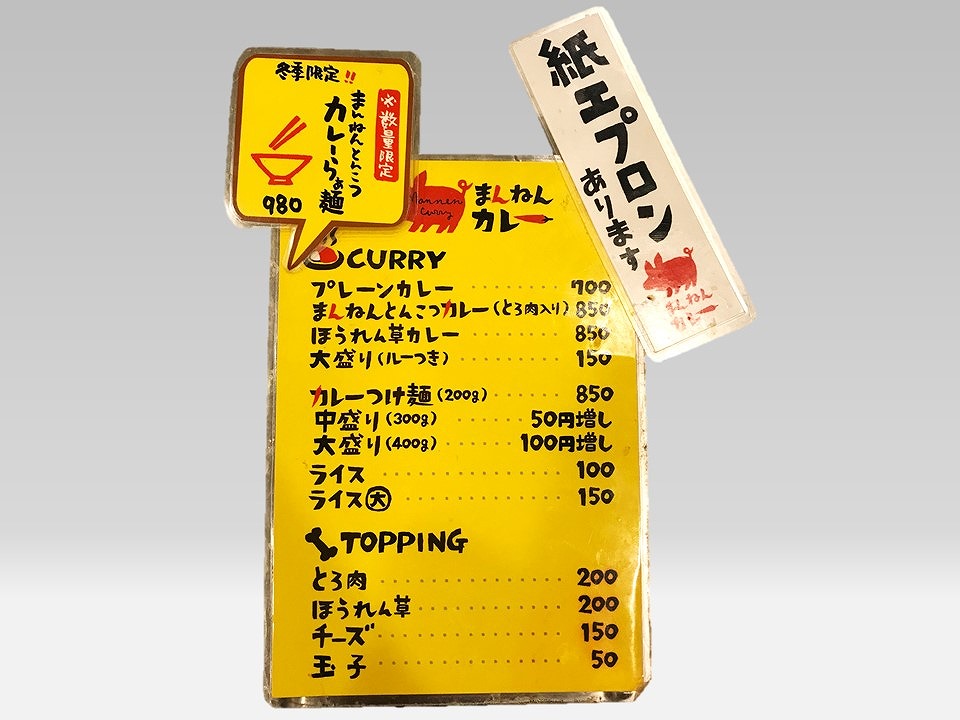 冬季限定!!
※数量限定
まんねんとんこつ
カレーらぁ麺
980
紙エプロン
あります
まんねん
カレー
Mannen
Curry
まんねん
カレー
CURRY
プレーンカレー 700
まんねんとんこつカレー(とろ肉入り) 850
ほうれん草カレー 850
大盛り(ルーつき) 150
カレーつけ麺(200g) 850
中盛り(300g) 50円増し
大盛り(400g) 100円増し
ライス 100
ライス大 150
TOPPING
とろ肉 200
ほうれん草 200
チーズ 150
玉子 50